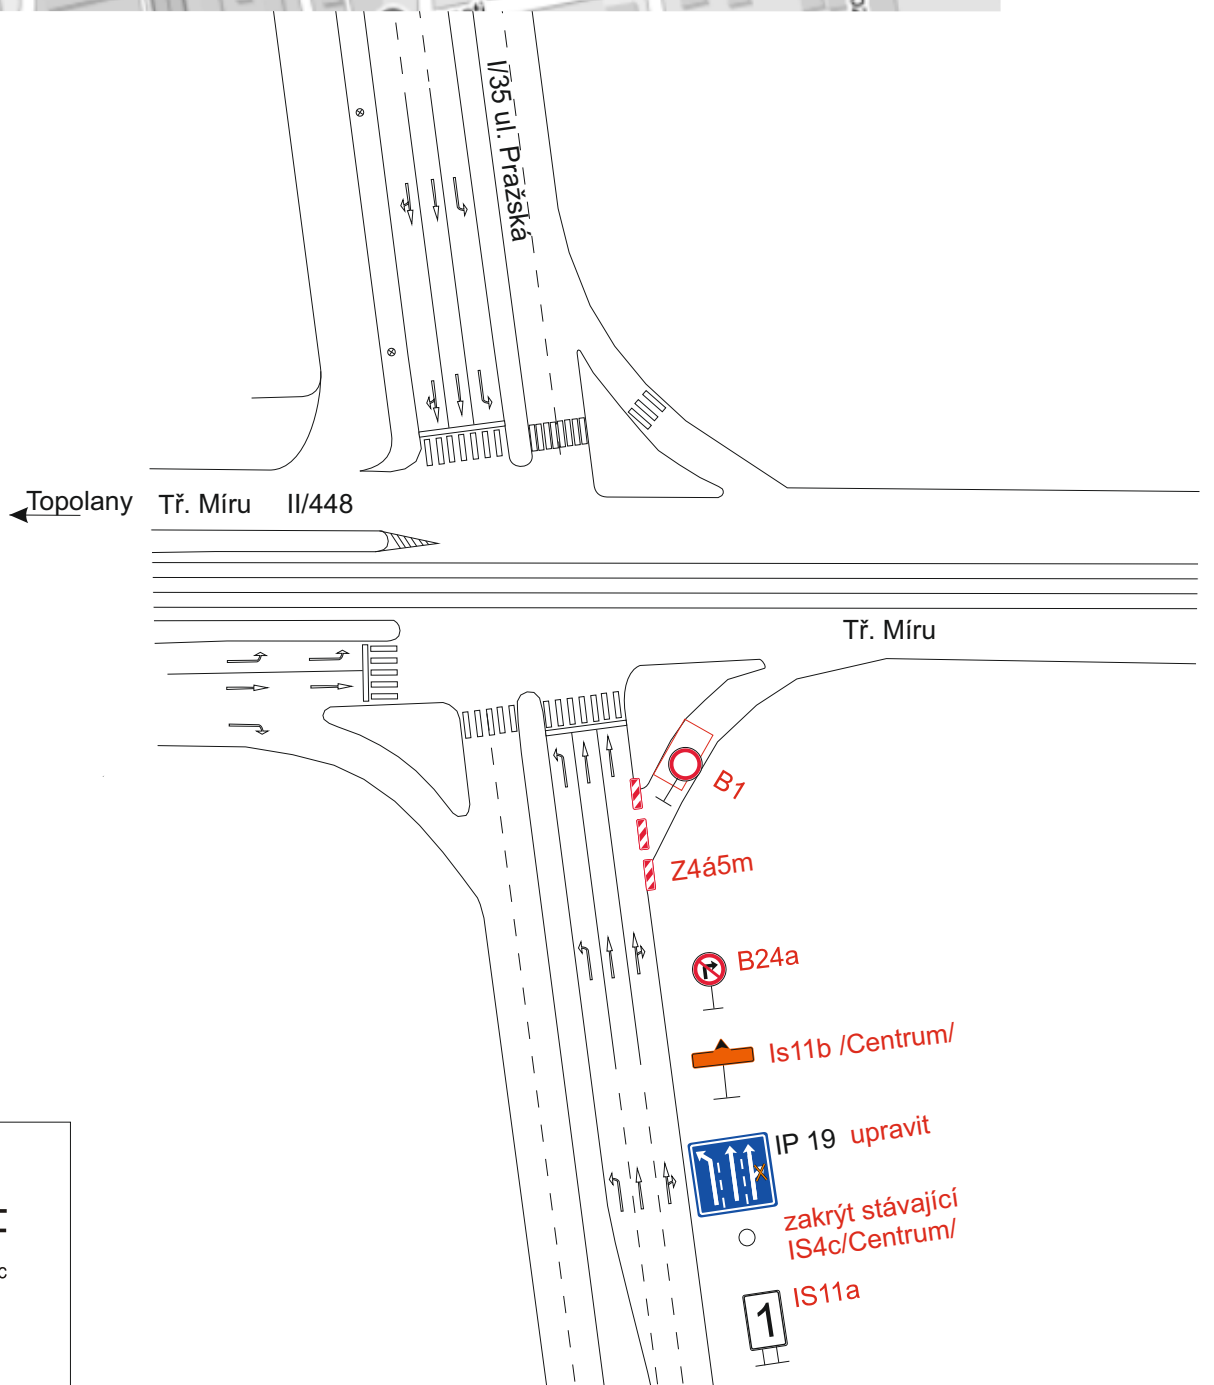 I/35 ul. Pražská
Topolany
Tř. Míru II/448
Tř. Míru
B1
Z4á5m
B24a
Is11b /Centrum/
IP 19 upravit
zakrýt stávající
IS4c/Centrum/
IS11a
1
c